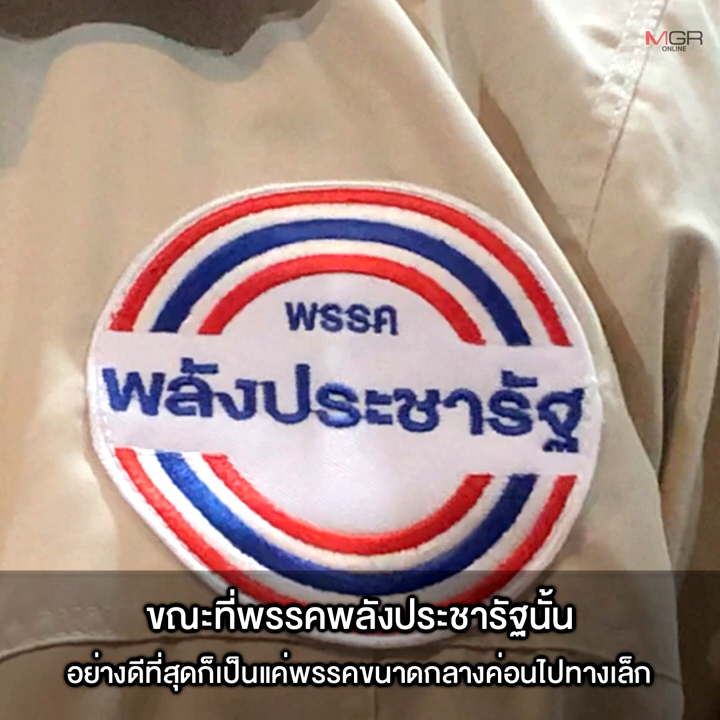 MGR
ONLINE
พรรค
พลังประชารัฐ
ขณะที่พรรคพลังประชารัฐนั้น
อย่างดีที่สุดก็เป็นแค่พรรคขนาดกลางค่อนไปทางเล็ก